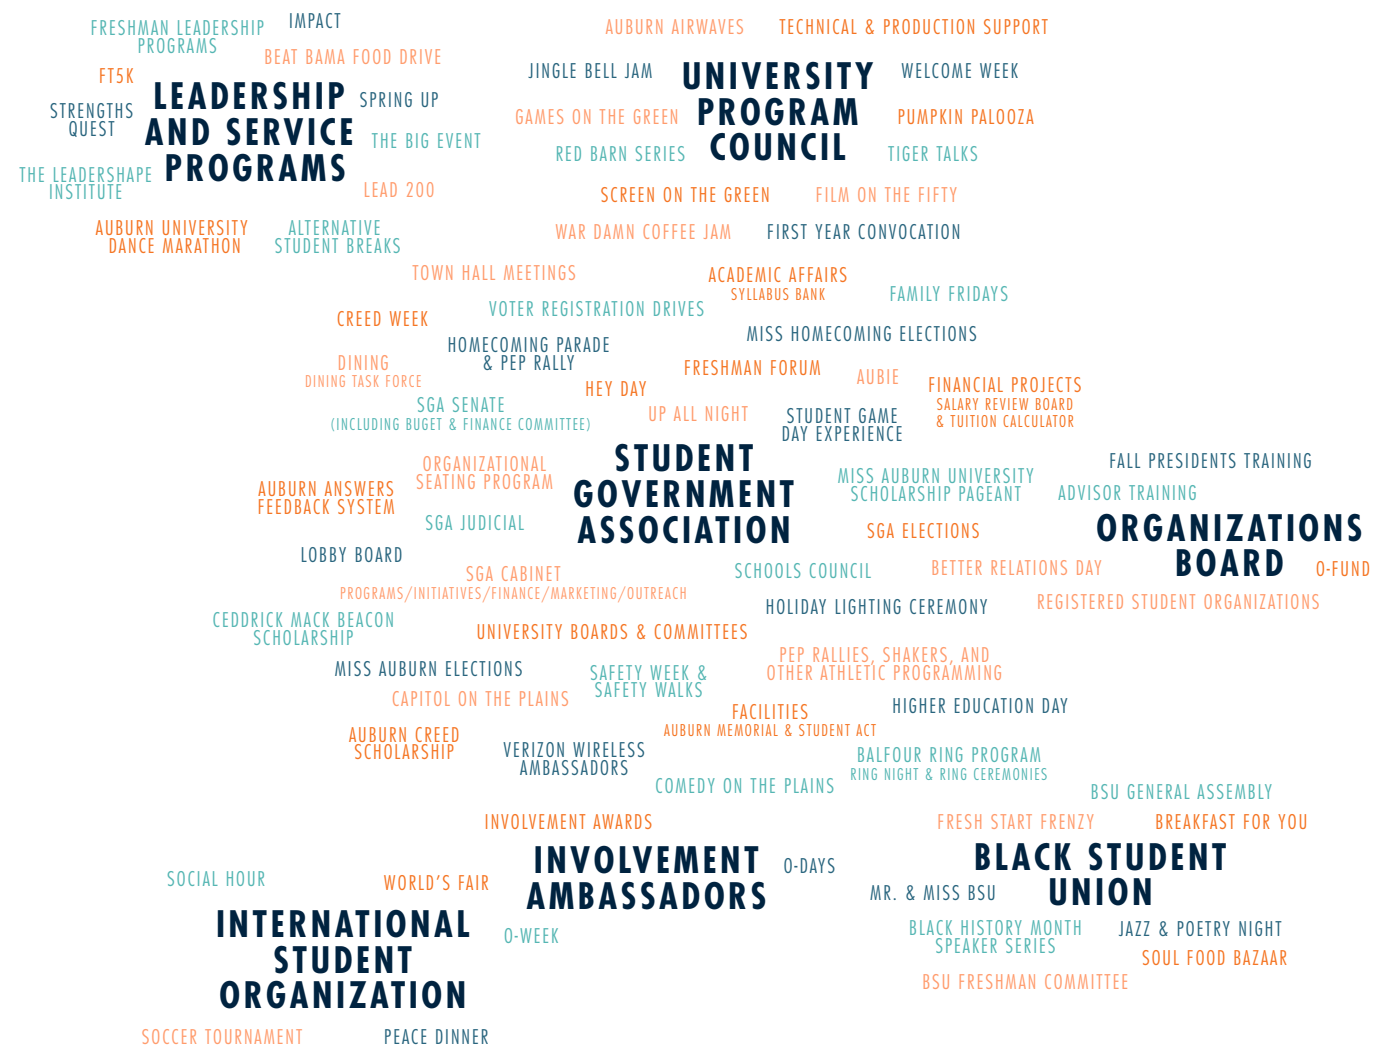 FRESHMAN LEADERSHIP
PROGRAMS
IMPACT
BEAT BAMA FOOD DRIVE
FT5K
STRENGTHS
QUEST
LEADERSHIP
AND SERVICE
PROGRAMS
SPRING UP
THE BIG EVENT
THE LEADERSHAPE
INSTITUTE
LEAD 200
AUBURN UNIVERSITY
DANCE MARATHON
ALTERNATIVE
STUDENT BREAKS
AUBURN AIRWAVES
TECHNICAL & PRODUCTION SUPPORT
JINGLE BELL JAM
UNIVERSITY
PROGRAM
COUNCIL
WELCOME WEEK
GAMES ON THE GREEN
PUMPKIN PALOOZA
RED BARN SERIES
TIGER TALKS
SCREEN ON THE GREEN
FILM ON THE FIFTY
WAR DAMN COFFEE JAM
FIRST YEAR CONVOCATION
TOWN HALL MEETINGS
ACADEMIC AFFAIRS
SYLLABUS BANK
FAMILY FRIDAYS
VOTER REGISTRATION DRIVES
CREED WEEK
MISS HOMECOMING ELECTIONS
HOMECOMING PARADE
& PEP RALLY
DINING
DINING TASK FORCE
FRESHMAN FORUM
AUBIE
HEY DAY
FINANCIAL PROJECTS
SALARY REVIEW BOARD
& TUITION CALCULATOR
SGA SENATE
(INCLUDING BUGET & FINANCE COMMITTEE)
UP ALL NIGHT
STUDENT GAME
DAY EXPERIENCE
STUDENT
GOVERNMENT
ASSOCIATION
ORGANIZATIONAL
SEATING PROGRAM
AUBURN ANSWERS
FEEDBACK SYSTEM
SGA JUDICIAL
MISS AUBURN UNIVERSITY
SCHOLARSHIP PAGEANT
SGA ELECTIONS
FALL PRESIDENTS TRAINING
ADVISOR TRAINING
ORGANIZATIONS
BOARD
O-FUND
REGISTERED STUDENT ORGANIZATIONS
LOBBY BOARD
SGA CABINET
PROGRAMS/INITIATIVES/FINANCE/MARKETING/OUTREACH
SCHOOLS COUNCIL
BETTER RELATIONS DAY
HOLIDAY LIGHTING CEREMONY
CEDDRICK MACK BEACON
SCHOLARSHIP
UNIVERSITY BOARDS & COMMITTEES
MISS AUBURN ELECTIONS
SAFETY WEEK &
SAFETY WALKS
PEP RALLIES, SHAKERS, AND
OTHER ATHLETIC PROGRAMMING
CAPITOL ON THE PLAINS
FACILITIES
AUBURN MEMORIAL & STUDENT ACT
HIGHER EDUCATION DAY
AUBURN CREED
SCHOLARSHIP
VERIZON WIRELESS
AMBASSADORS
BALFOUR RING PROGRAM
RING NIGHT & RING CEREMONIES
COMEDY ON THE PLAINS
INVOLVEMENT AWARDS
INVOLVEMENT
AMBASSADORS
O-DAYS
O-WEEK
BSU GENERAL ASSEMBLY
FRESH START FRENZY
BREAKFAST FOR YOU
BLACK STUDENT
UNION
MR. & MISS BSU
BLACK HISTORY MONTH
SPEAKER SERIES
JAZZ & POETRY NIGHT
SOUL FOOD BAZAAR
BSU FRESHMAN COMMITTEE
SOCIAL HOUR
WORLD'S FAIR
INTERNATIONAL
STUDENT
ORGANIZATION
SOCCER TOURNAMENT
PEACE DINNER